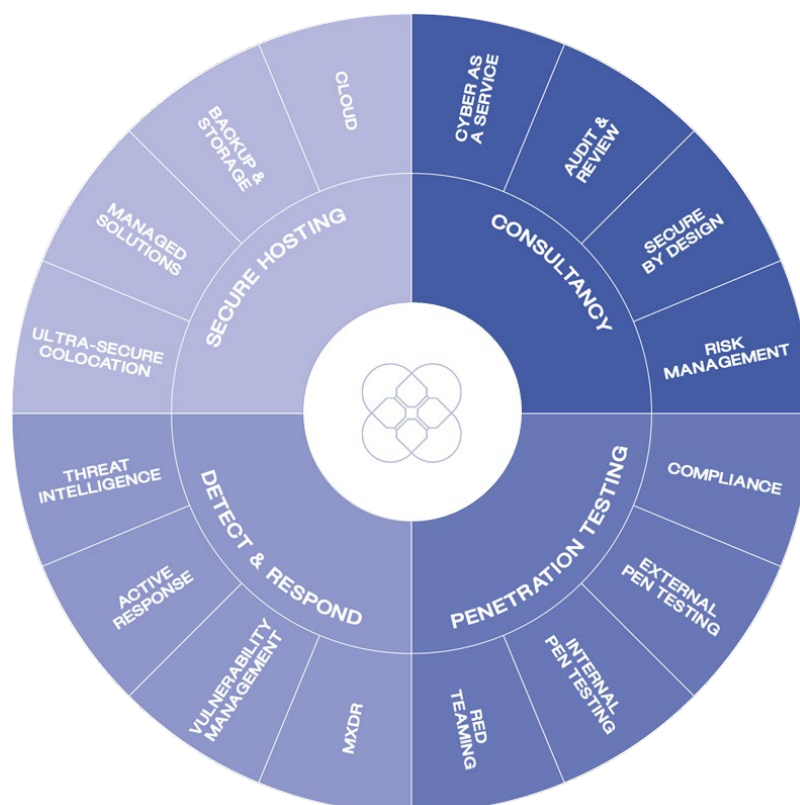 CLOUD
BACKUP &
STORAGE
MANAGED
SOLUTIONS
ULTRA-SECURE
COLOCATION
SECURE HOSTING
CYBER AS
A SERVICE
AUDIT &
REVIEW
SECURE
BY DESIGN
RISK
MANAGEMENT
CONSULTANCY
THREAT
INTELLIGENCE
ACTIVE
RESPONSE
VULNERABILITY
MANAGEMENT
MXDR
DETECT & RESPOND
COMPLIANCE
EXTERNAL
PEN TESTING
INTERNAL
PEN TESTING
RED
TEAMING
PENETRATION TESTING